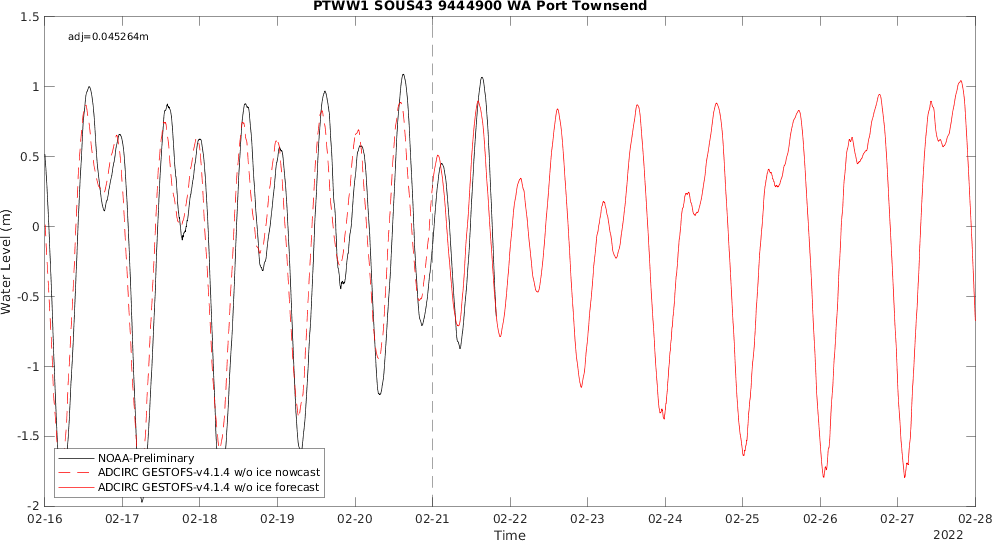 PTWW1 SOUS43 9444900 WA Port Townsend
adj=0.045264m
1.5
1
0.5
0
-0.5
-1
-1.5
-2
Water Level (m)
NOAA-Preliminary
ADCIRC GESTOFS-v4.1.4 w/o ice nowcast
ADCIRC GESTOFS-v4.1.4 w/o ice forecast
02-16 02-17 02-18 02-19 02-20 02-21 02-22 02-23 02-24 02-25 02-26 02-27 02-28
Time
2022